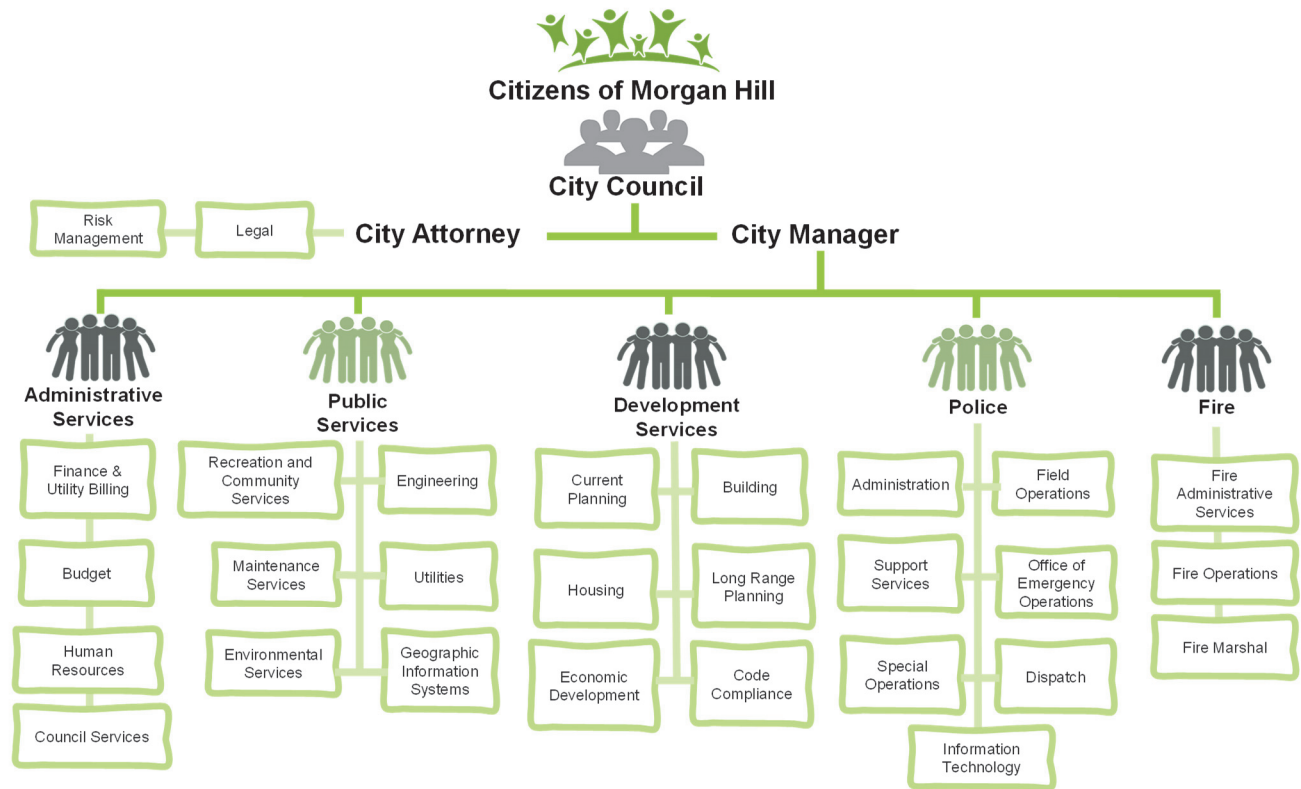 Citizens of Morgan Hill
City Council
Risk
Management
Legal
City Attorney
City Manager
Administrative
Services
Finance &
Utility Billing
Budget
Human
Resources
Council Services
Public
Services
Recreation and
Community
Services
Engineering
Maintenance
Services
Utilities
Environmental
Services
Geographic
Information
Systems
Development
Services
Current
Planning
Building
Housing
Long Range
Planning
Economic
Development
Code
Compliance
Police
Administration
Field
Operations
Support
Services
Office of
Emergency
Operations
Special
Operations
Dispatch
Information
Technology
Fire
Fire
Administrative
Services
Fire Operations
Fire Marshal